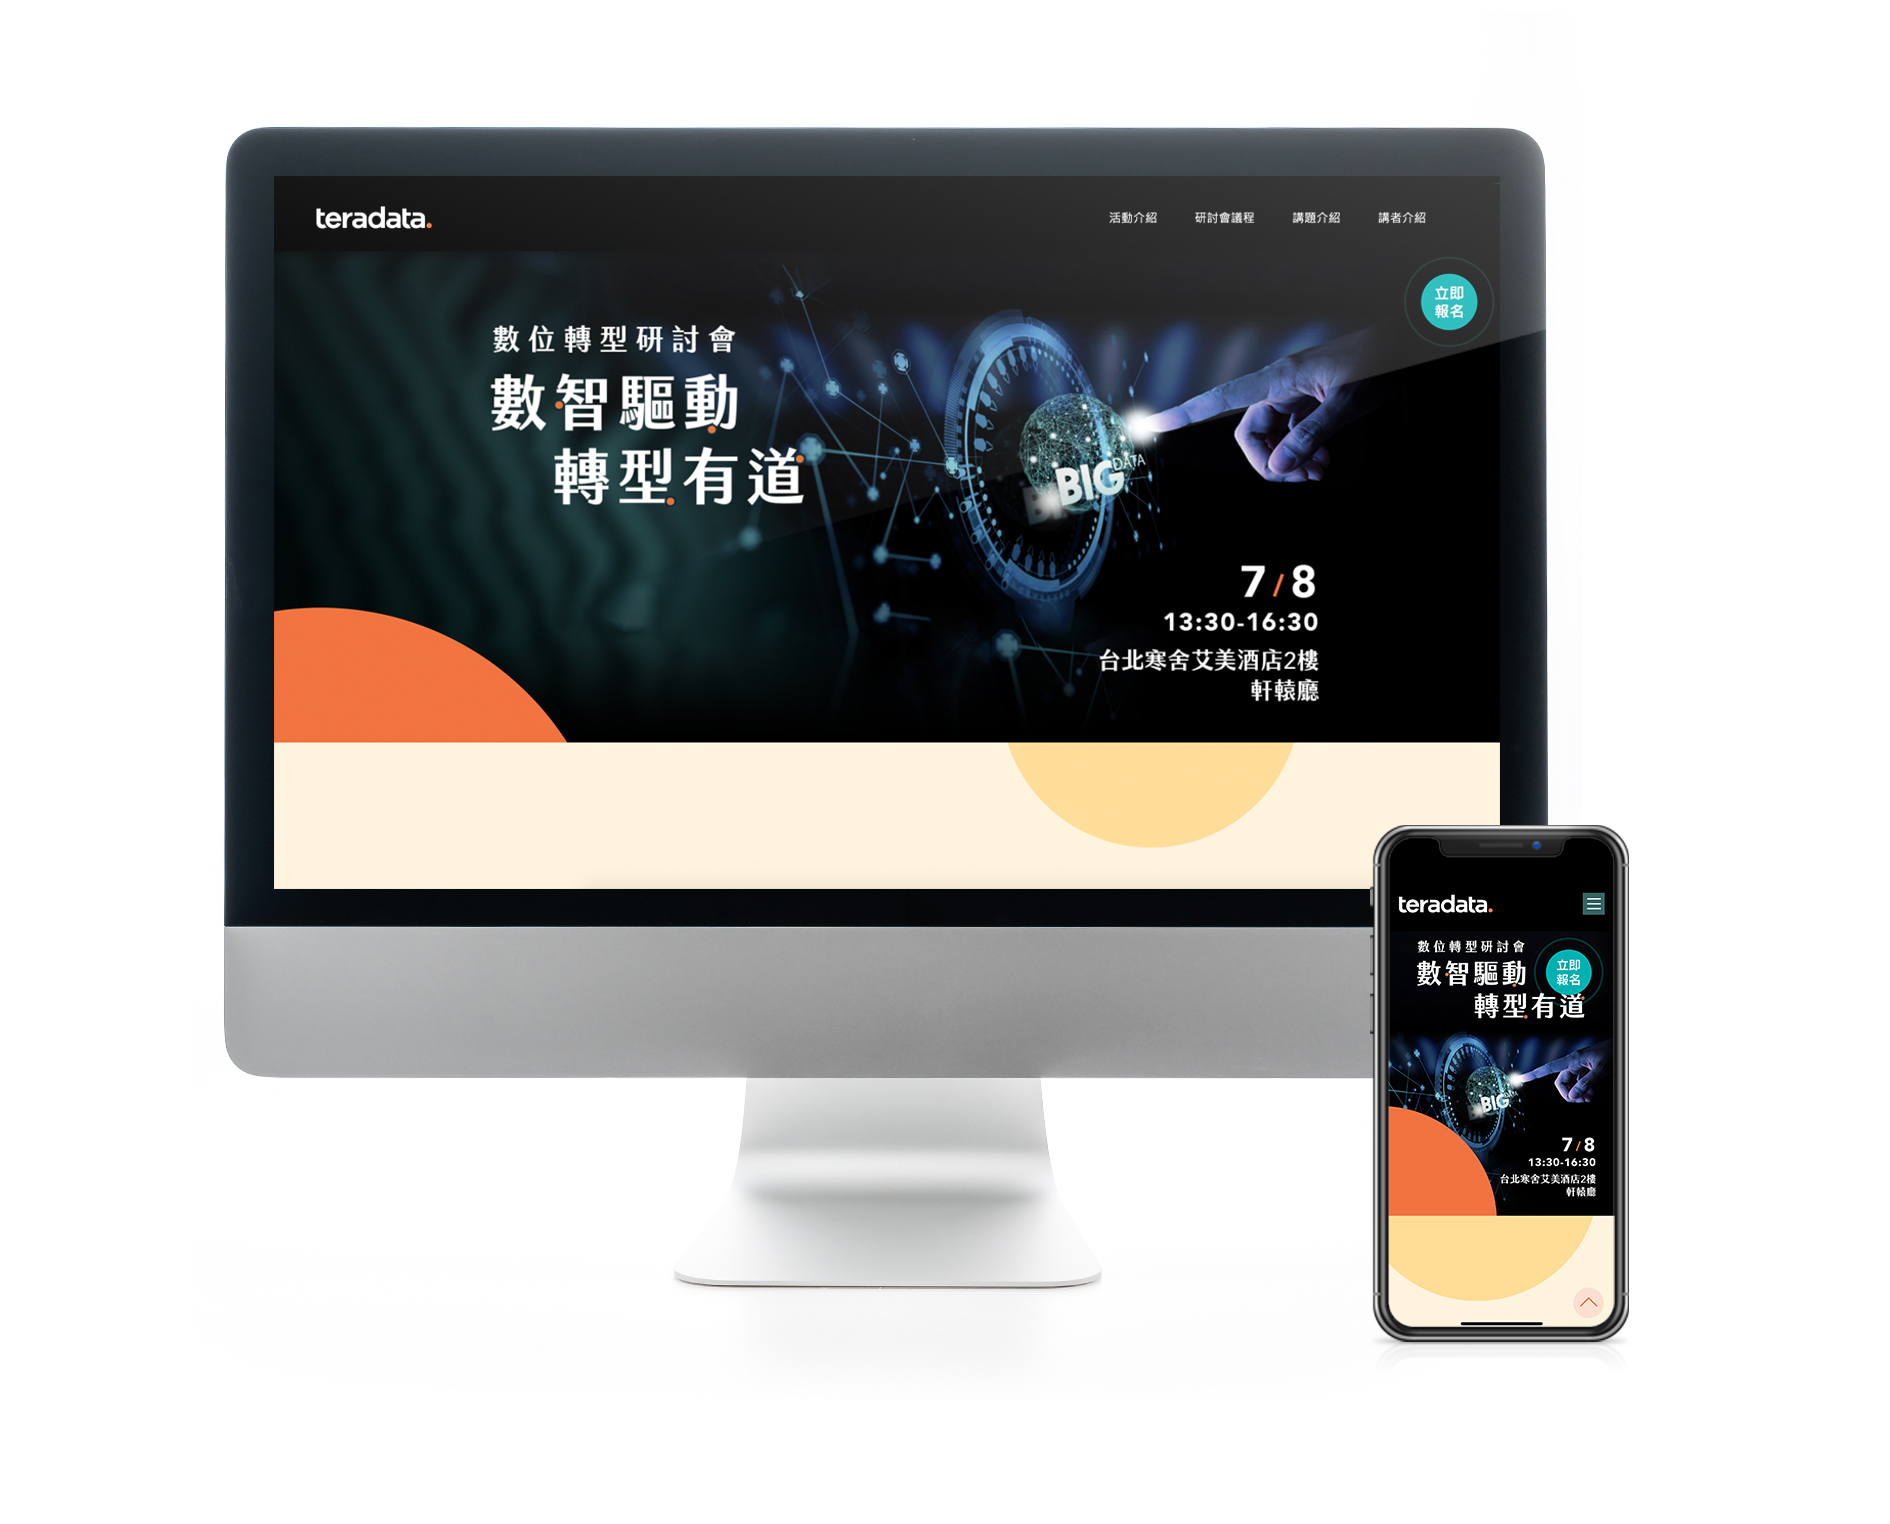 teradata.
活動介紹 研討會議程 講題介紹 講者介紹
立即
報名
數位轉型研討會
數智驅動
轉型有道
BIG DATA
7/8
13:30-16:30
台北寒舍艾美酒店2樓
軒轅廳
teradata.
數位轉型研討會
數智驅動
立即
報名
轉型有道
BIG DATA
7/8
13:30-16:30
台北寒舍艾美酒店2樓
軒轅廳